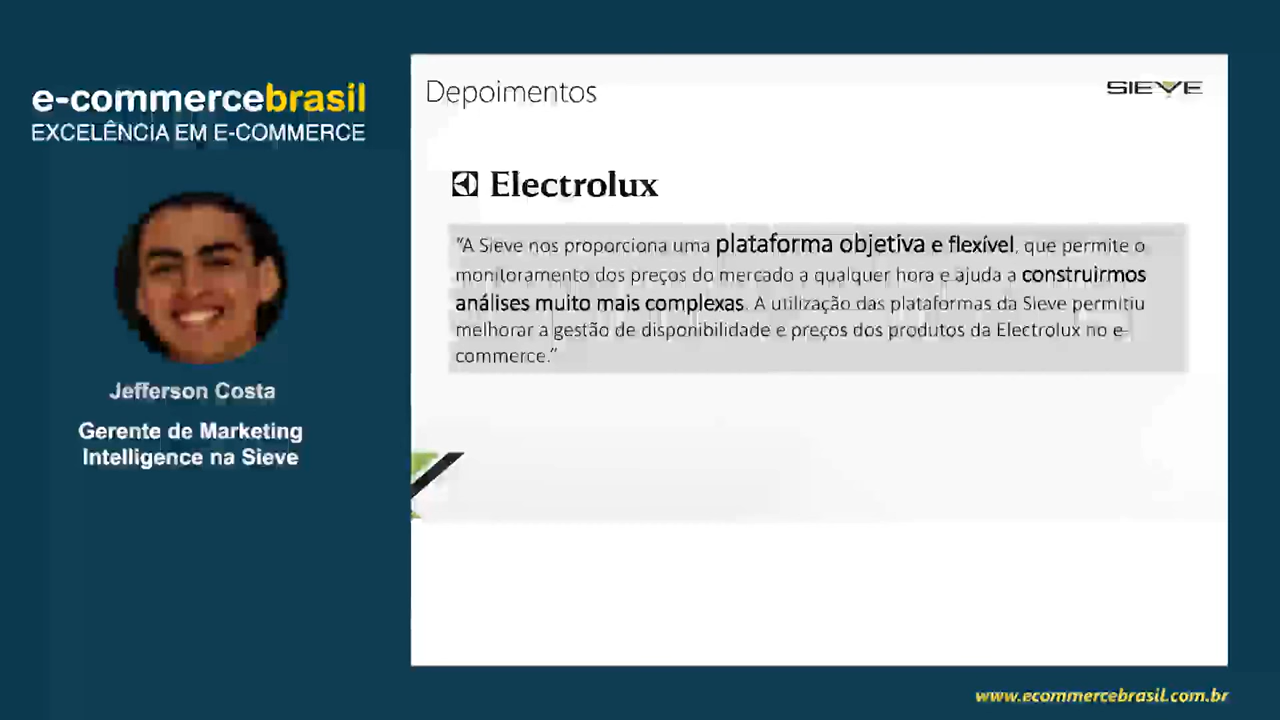 e-commercebrasil
EXCELÊNCIA EM E-COMMERCE
Jefferson Costa
Gerente de Marketing
Intelligence na Sieve
Depoimentos
SIEVE
Electrolux
"A Sieve nos proporciona uma plataforma objetiva e flexível, que permite o
monitoramento dos preços do mercado a qualquer hora e ajuda a construirmos
análises muito mais complexas. A utilização das plataformas da Sieve permitiu
melhorar a gestão de disponibilidade e preços dos produtos da Electrolux no e-
commerce."
www.ecommercebrasil.com.br